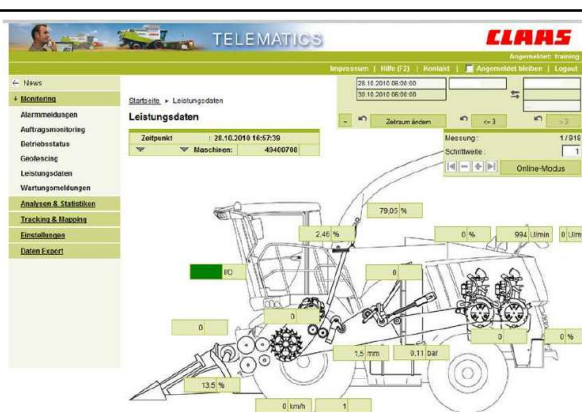 TELEMATICS
CLAAS
Angemeldet: training
Impressum | Hilfe (F2) | Kontakt | Angemeldet bleiben | Logout
← News
Monitoring
Alarmmeldungen
Auftragsmonitoring
Betriebsstatus
Geofencing
Leistungsdaten
Wartungsmeldungen
Analysen & Statistiken
Tracking & Mapping
Einstellungen
Daten Export
Startseite ▸ Leistungsdaten
Leistungsdaten
Zeitpunkt : 28.10.2010 16:57:39
Maschinen: 49400700
28.10.2010 06:00:00
30.10.2010 06:00:00
- Zeitraum ändern <= 3 > 3
Messung: 1/919
Schrittweite: 1
Online-Modus
79,05 %
2,46 %
0 %
994 U/min
0 U/m
I/O
0
0
0
0
0 %
1,5 mm
0,11 bar
13,5 %
0 km/h
1